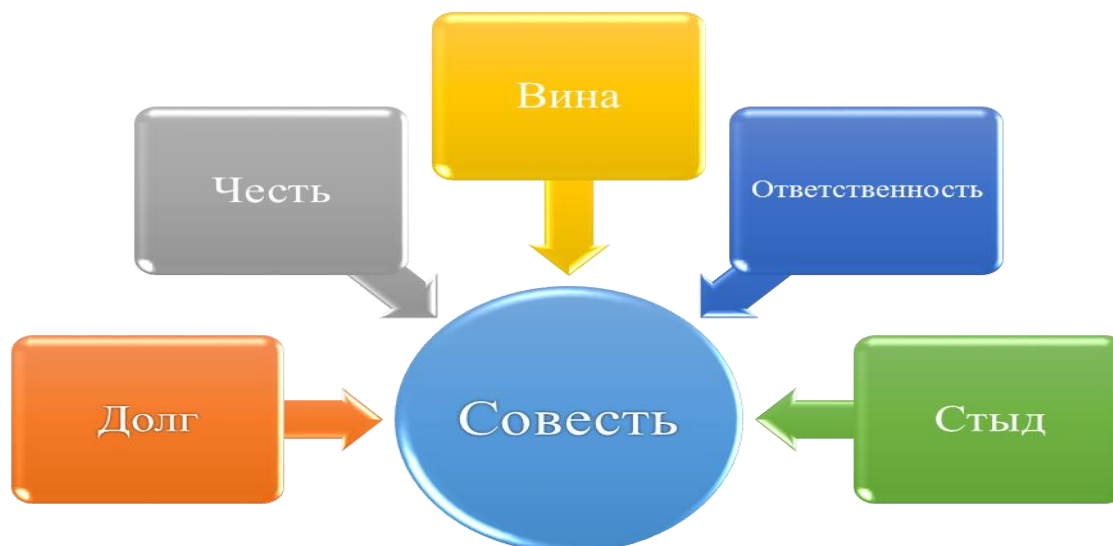 Вина
Честь
Ответственность
Долг
Совесть
Стыд